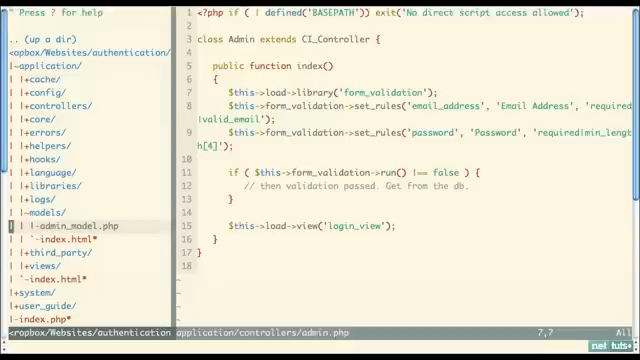 " Press ? for help
.. (up a dir)
<opbox/Websites/authentication/
|~application/
| |+cache/
| |+config/
| |+controllers/
| |+core/
| |+errors/
| |+helpers/
| |+hooks/
| |+language/
| |+libraries/
| |+logs/
| |~models/
| | |-admin_model.php
| | `-index.html*
| |+third_party/
| |+views/
| `-index.html*
|+system/
|+user_guide/
|-index.php*
<ropbox/Websites/authentication
1 <?php if ( ! defined('BASEPATH')) exit('No direct script access allowed');
2
3 class Admin extends CI_Controller {
4
5 public function index()
6 {
7 $this->load->library('form_validation');
8 $this->form_validation->set_rules('email_address', 'Email Address', 'required
|valid_email');
9 $this->form_validation->set_rules('password', 'Password', 'required|min_lengt
h[4]');
10
11 if ( $this->form_validation->run() !== false ) {
12 // then validation passed. Get from the db.
13 }
14
15 $this->load->view('login_view');
16 }
17 }
18
~
~
~
application/controllers/admin.php 7,7 All
net tuts+